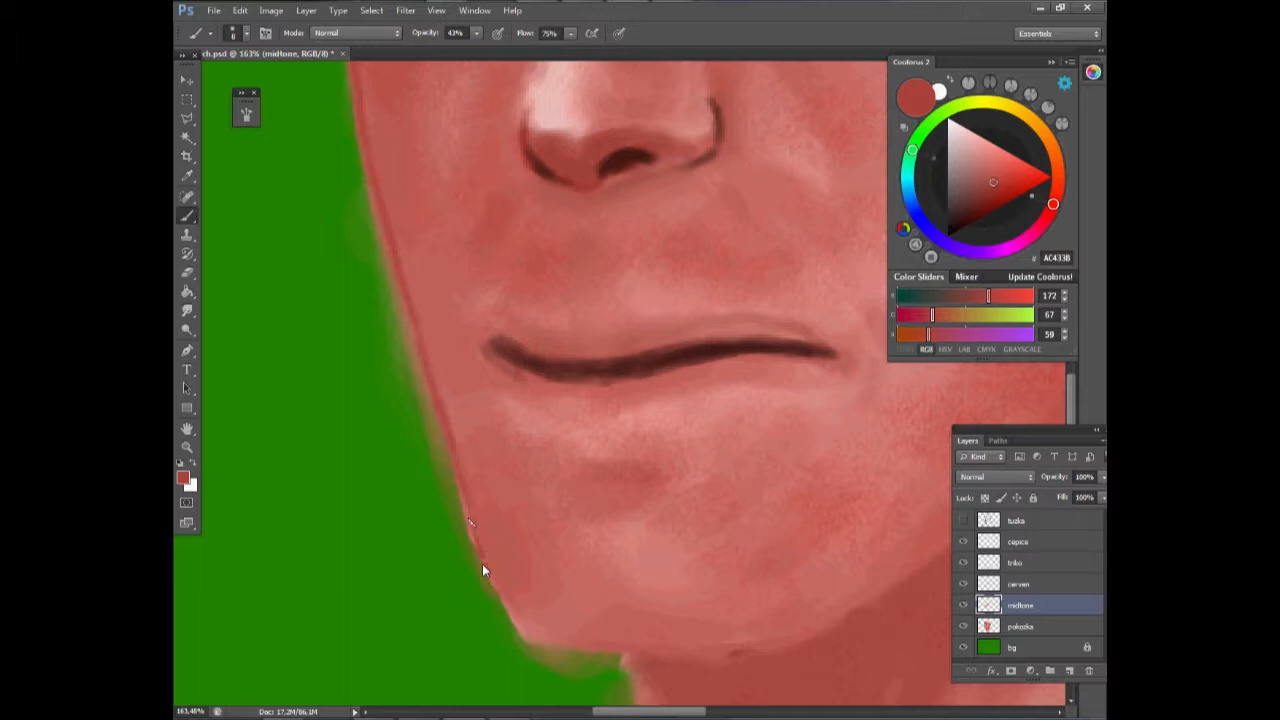 Ps File Edit Image Layer Type Select Filter View Window Help
Mode: Normal Opacity: 43% Flow: 75% Essentials
ch.psd @ 163% (midtone, RGB/8) * ×
Coolorus 2
# AC433B
Color Sliders Mixer Update Coolorus!
172
67
59
RGB HSV LAB CMYK GRAYSCALE
Layers Paths
Kind
Normal Opacity: 100%
Lock: Fill: 100%
tuzka
cepice
triko
cerven
midtone
pokozka
bg
163,48% Doc: 17,2M/86,1M